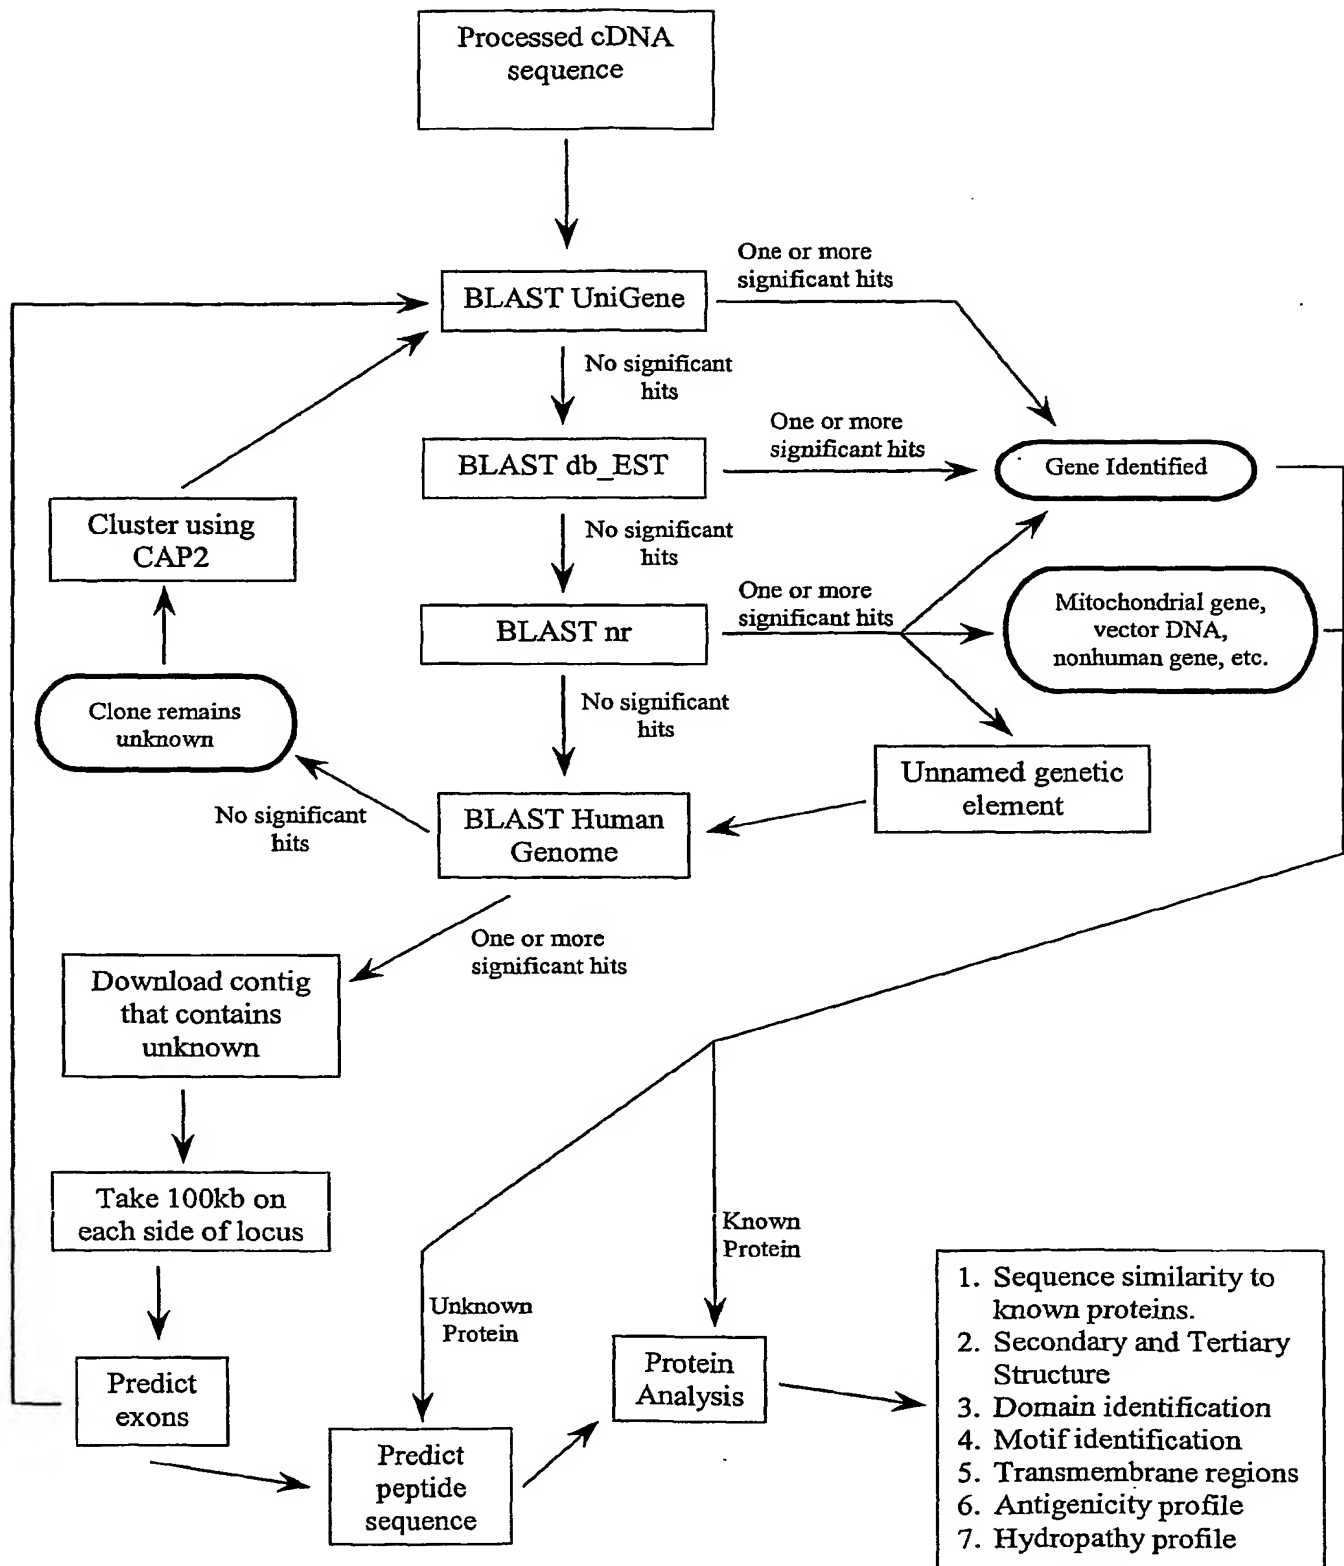 Processed cDNA
sequence
One or more
significant hits
BLAST UniGene
No significant
hits
One or more
significant hits
BLAST db_EST
Gene Identified
Cluster using
CAP2
No significant
hits
One or more
significant hits
BLAST nr
Mitochondrial gene,
vector DNA,
nonhuman gene, etc.
Clone remains
unknown
No significant
hits
Unnamed genetic
element
No significant
hits
BLAST Human
Genome
One or more
significant hits
Download contig
that contains
unknown
Take 100kb on
each side of locus
Known
Protein
Unknown
Protein
Predict
exons
Protein
Analysis
Predict
peptide
sequence
1. Sequence similarity to
known proteins.
2. Secondary and Tertiary
Structure
3. Domain identification
4. Motif identification
5. Transmembrane regions
6. Antigenicity profile
7. Hydropathy profile